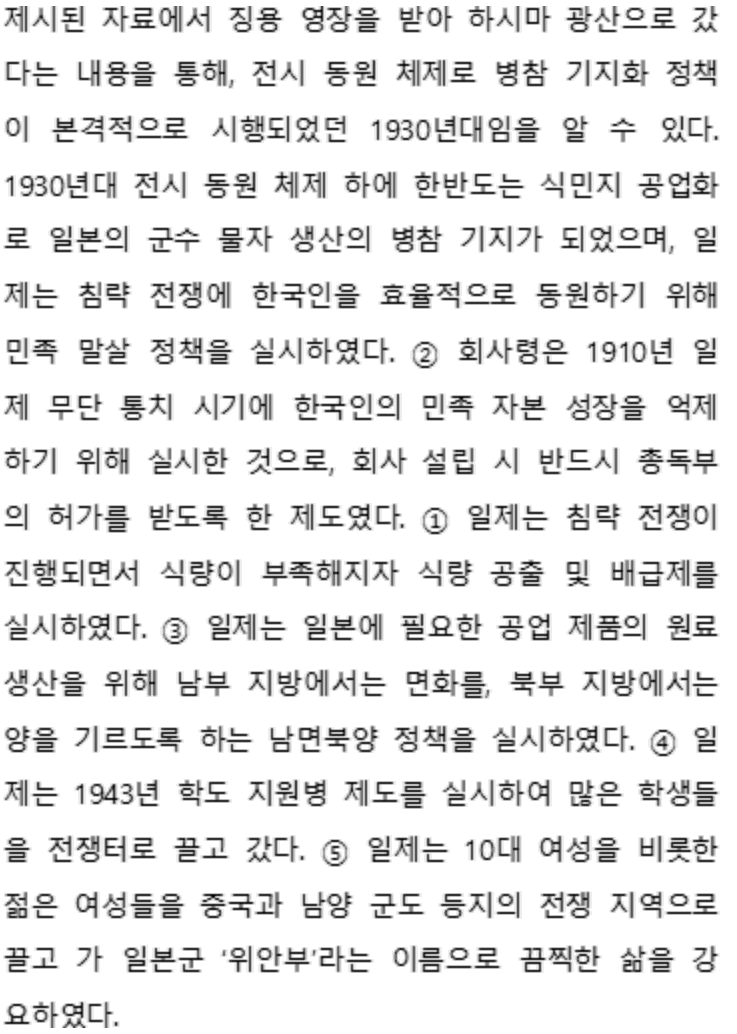 제시된 자료에서 징용 영장을 받아 하시마 광산으로 갔
다는 내용을 통해, 전시 동원 체제로 병참 기지화 정책
이 본격적으로 시행되었던 1930년대임을 알 수 있다.
1930년대 전시 동원 체제 하에 한반도는 식민지 공업화
로 일본의 군수 물자 생산의 병참 기지가 되었으며, 일
제는 침략 전쟁에 한국인을 효율적으로 동원하기 위해
민족 말살 정책을 실시하였다. ② 회사령은 1910년 일
제 무단 통치 시기에 한국인의 민족 자본 성장을 억제
하기 위해 실시한 것으로, 회사 설립 시 반드시 총독부
의 허가를 받도록 한 제도였다. ① 일제는 침략 전쟁이
진행되면서 식량이 부족해지자 식량 공출 및 배급제를
실시하였다. ③ 일제는 일본에 필요한 공업 제품의 원료
생산을 위해 남부 지방에서는 면화를, 북부 지방에서는
양을 기르도록 하는 남면북양 정책을 실시하였다. ④ 일
제는 1943년 학도 지원병 제도를 실시하여 많은 학생들
을 전쟁터로 끌고 갔다. ⑤ 일제는 10대 여성을 비롯한
젊은 여성들을 중국과 남양 군도 등지의 전쟁 지역으로
끌고 가 일본군 ‘위안부’라는 이름으로 끔찍한 삶을 강
요하였다.